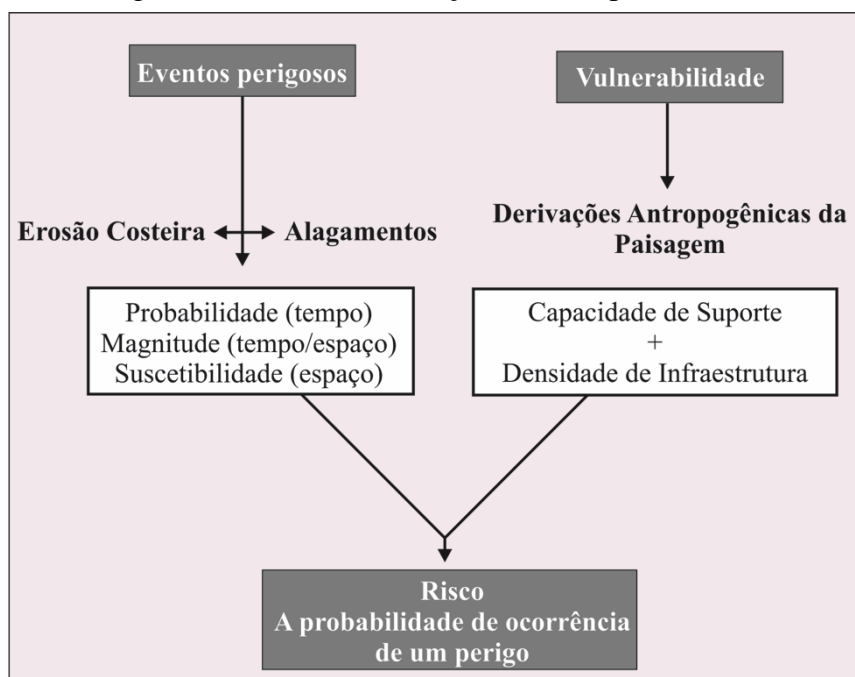 Eventos perigosos
Vulnerabilidade
Erosão Costeira
Alagamentos
Derivações Antropogênicas da
Paisagem
Probabilidade (tempo)
Magnitude (tempo/espaço)
Suscetibilidade (espaço)
Capacidade de Suporte
+
Densidade de Infraestrutura
Risco
A probabilidade de ocorrência
de um perigo